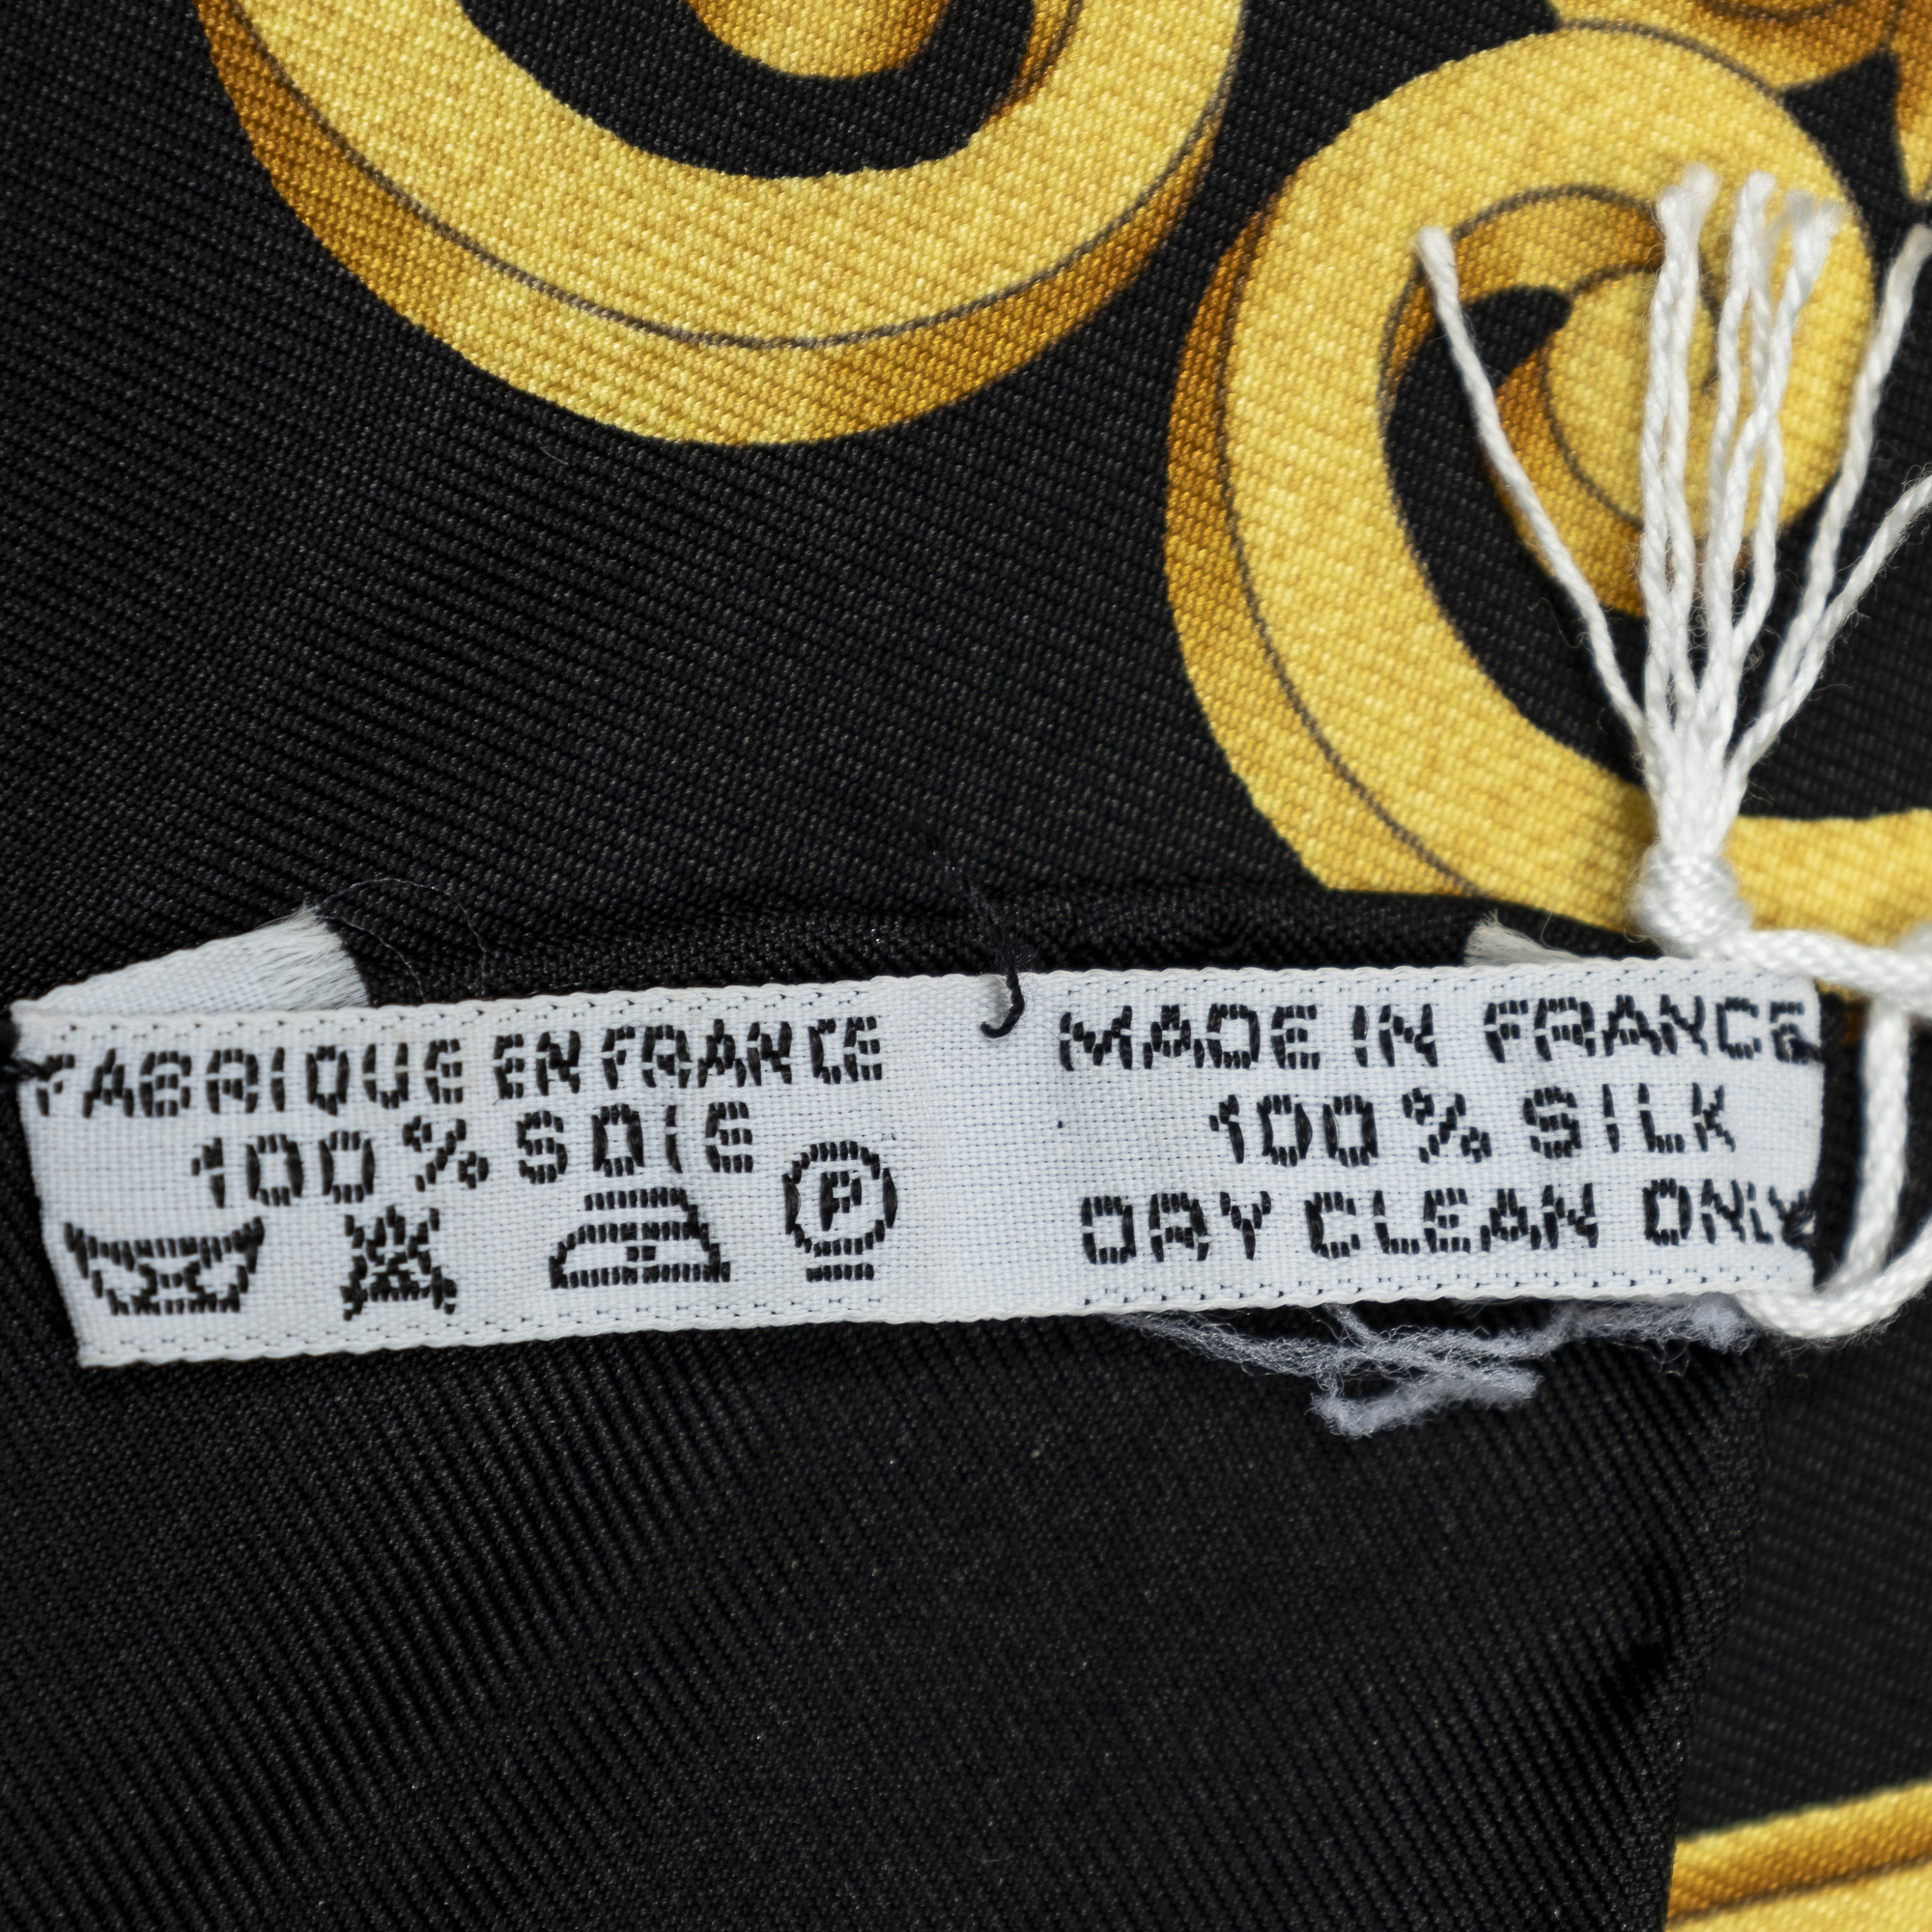 FABRIQUE EN FRANCE
100% SOIE
P
MADE IN FRANCE
100% SILK
DRY CLEAN ONLY